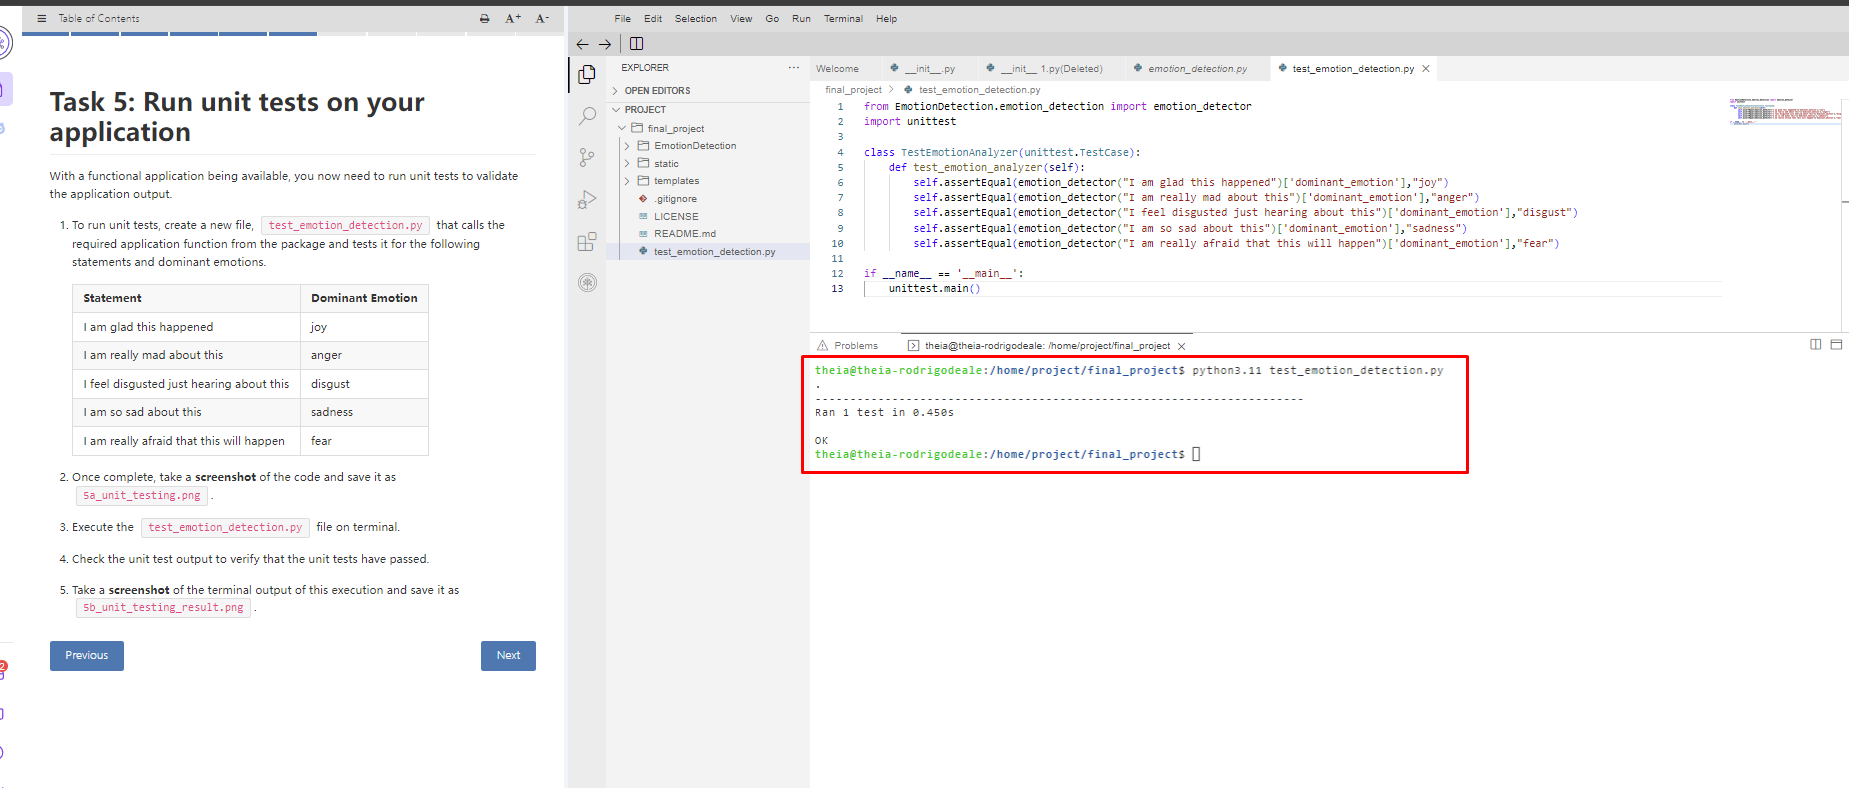 Table of Contents
A+ A-
Task 5: Run unit tests on your
application
With a functional application being available, you now need to run unit tests to validate
the application output.
1. To run unit tests, create a new file, test_emotion_detection.py that calls the
required application function from the package and tests it for the following
statements and dominant emotions.
Statement Dominant Emotion
I am glad this happened joy
I am really mad about this anger
I feel disgusted just hearing about this disgust
I am so sad about this sadness
I am really afraid that this will happen fear
2. Once complete, take a screenshot of the code and save it as
5a_unit_testing.png .
3. Execute the test_emotion_detection.py file on terminal.
4. Check the unit test output to verify that the unit tests have passed.
5. Take a screenshot of the terminal output of this execution and save it as
5b_unit_testing_result.png .
Previous Next
2
File Edit Selection View Go Run Terminal Help
EXPLORER ...
OPEN EDITORS
PROJECT
final_project
EmotionDetection
static
templates
.gitignore
LICENSE
README.md
test_emotion_detection.py
Welcome __init__.py __init__ 1.py(Deleted) emotion_detection.py test_emotion_detection.py
final_project > test_emotion_detection.py
1 from EmotionDetection.emotion_detection import emotion_detector
2 import unittest
3
4 class TestEmotionAnalyzer(unittest.TestCase):
5 def test_emotion_analyzer(self):
6 self.assertEqual(emotion_detector("I am glad this happened")['dominant_emotion'],"joy")
7 self.assertEqual(emotion_detector("I am really mad about this")['dominant_emotion'],"anger")
8 self.assertEqual(emotion_detector("I feel disgusted just hearing about this")['dominant_emotion'],"disgust")
9 self.assertEqual(emotion_detector("I am so sad about this")['dominant_emotion'],"sadness")
10 self.assertEqual(emotion_detector("I am really afraid that this will happen")['dominant_emotion'],"fear")
11
12 if __name__ == '__main__':
13 unittest.main()
Problems theia@theia-rodrigodeale: /home/project/final_project
theia@theia-rodrigodeale:/home/project/final_project$ python3.11 test_emotion_detection.py
.
----------------------------------------------------------------------
Ran 1 test in 0.450s
OK
theia@theia-rodrigodeale:/home/project/final_project$